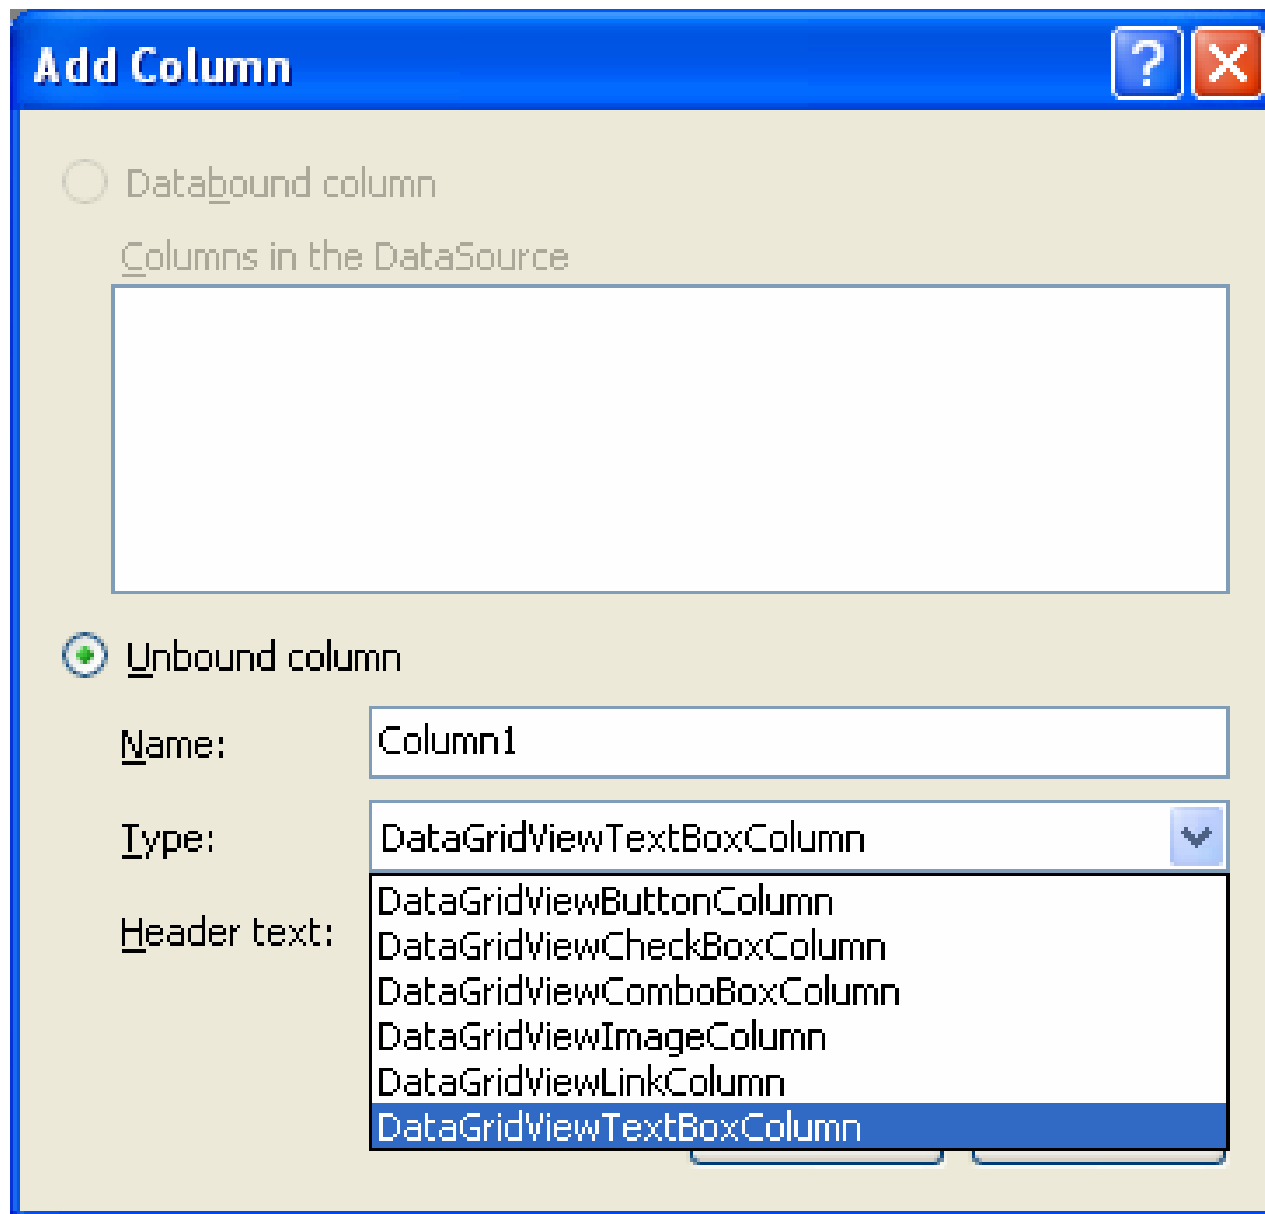 Add Column
?
Databound column
Columns in the DataSource
Unbound column
Name: Column1
Type: DataGridViewTextBoxColumn
Header text:
DataGridViewButtonColumn
DataGridViewCheckBoxColumn
DataGridViewComboBoxColumn
DataGridViewImageColumn
DataGridViewLinkColumn
DataGridViewTextBoxColumn